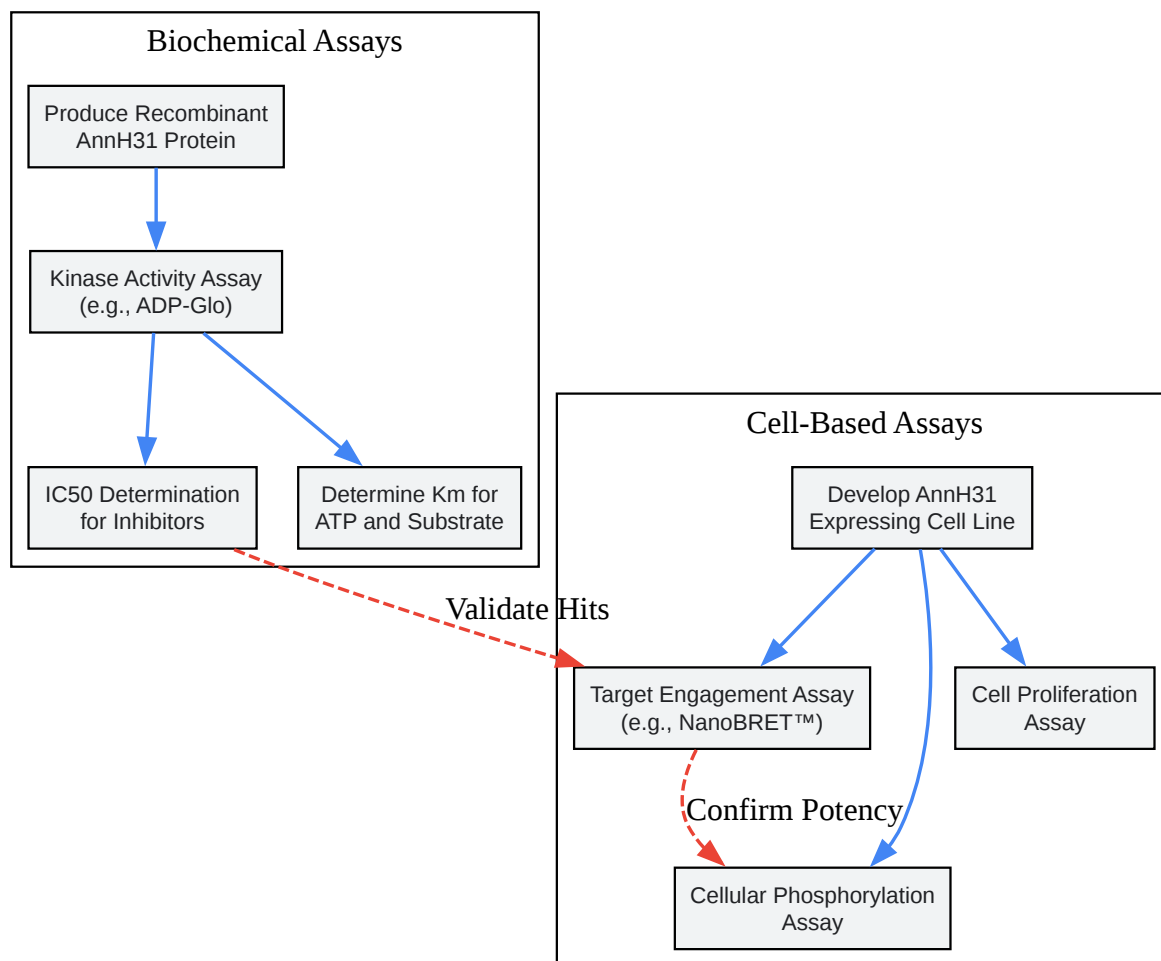 Biochemical Assays
Produce Recombinant
AnnH31 Protein
Kinase Activity Assay
(e.g., ADP-Glo)
IC50 Determination
for Inhibitors
Determine Km for
ATP and Substrate
Validate Hits
Cell-Based Assays
Develop AnnH31
Expressing Cell Line
Target Engagement Assay
(e.g., NanoBRET™)
Cell Proliferation
Assay
Confirm Potency
Cellular Phosphorylation
Assay